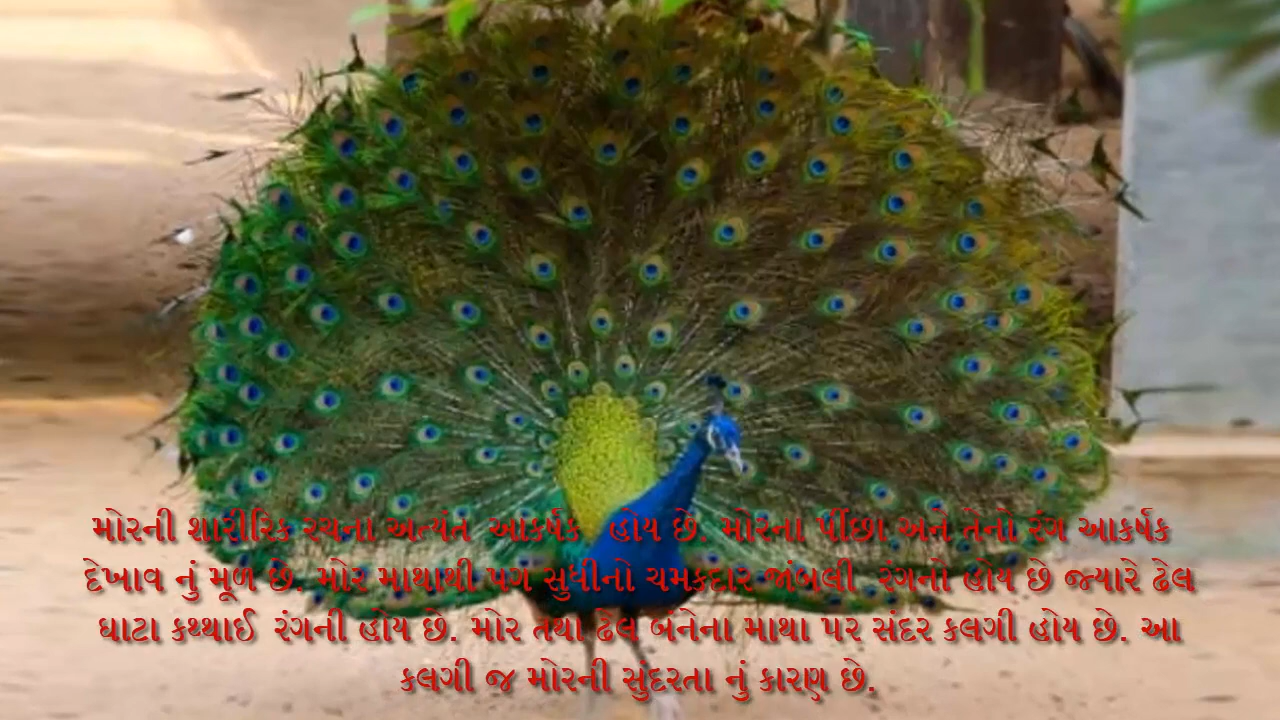 મોરની શારીરિક રચના અત્યંત આકર્ષક હોય છે. મોરના પીંછા અને તેનો રંગ આકર્ષક
દેખાવ નું મૂળ છે. મોર માથાથી પગ સુધીનો ચમકદાર જાંબલી રંગનો હોય છે જ્યારે ઢેલ
ઘાટા કથ્થાઈ રંગની હોય છે. મોર તથા ઢેલ બંનેના માથા પર સંદર કલગી હોય છે. આ
કલગી જ મોરની સુંદરતા નું કારણ છે.